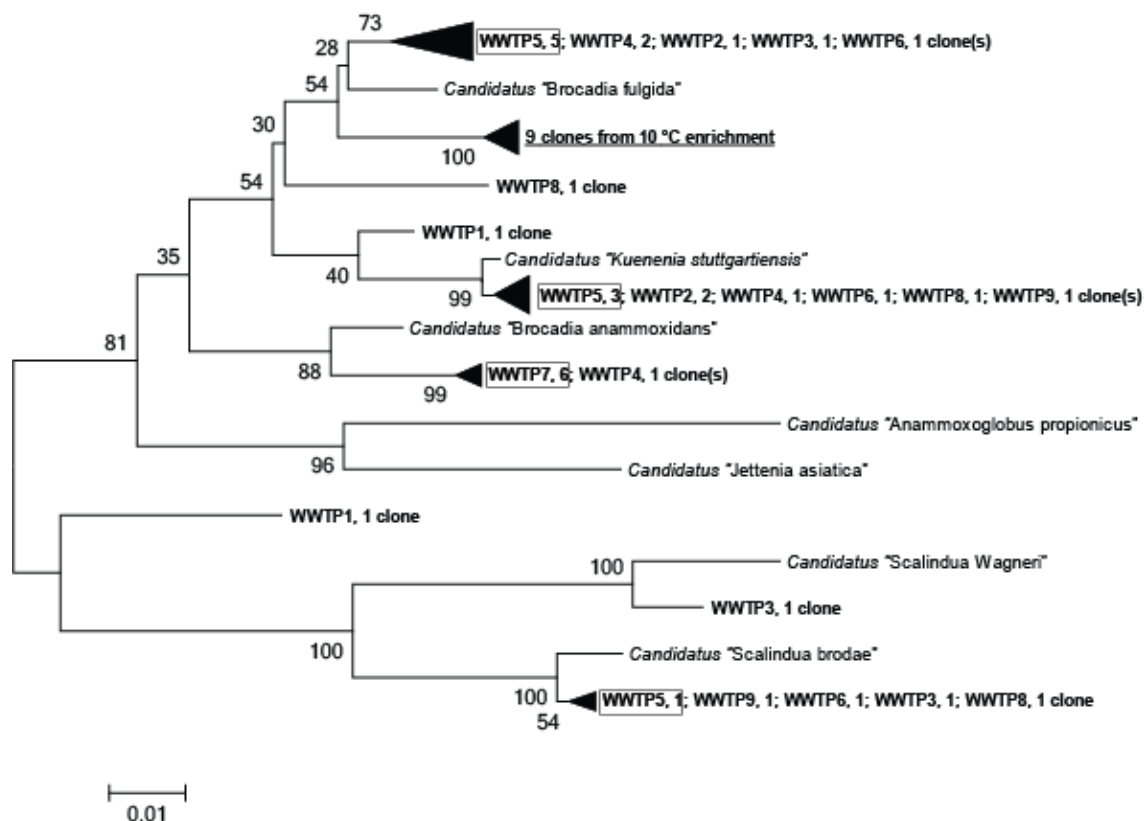 73
WWTP5, 5; WWTP4, 2; WWTP2, 1; WWTP3, 1; WWTP6, 1 clone(s)
28
54
Candidatus "Brocadia fulgida"
30
9 clones from 10 °C enrichment
100
54
WWTP8, 1 clone
WWTP1, 1 clone
35
Candidatus "Kuenenia stuttgartiensis"
40
99
WWTP5, 3; WWTP2, 2; WWTP4, 1; WWTP6, 1; WWTP8, 1; WWTP9, 1 clone(s)
81
Candidatus "Brocadia anammoxidans"
88
99
WWTP7, 6; WWTP4, 1 clone(s)
Candidatus "Anammoxoglobus propionicus"
96
Candidatus "Jettenia asiatica"
WWTP1, 1 clone
100
Candidatus "Scalindua Wagneri"
WWTP3, 1 clone
100
Candidatus "Scalindua brodae"
100
WWTP5, 1; WWTP9, 1; WWTP6, 1; WWTP3, 1; WWTP8, 1 clone
54
0.01